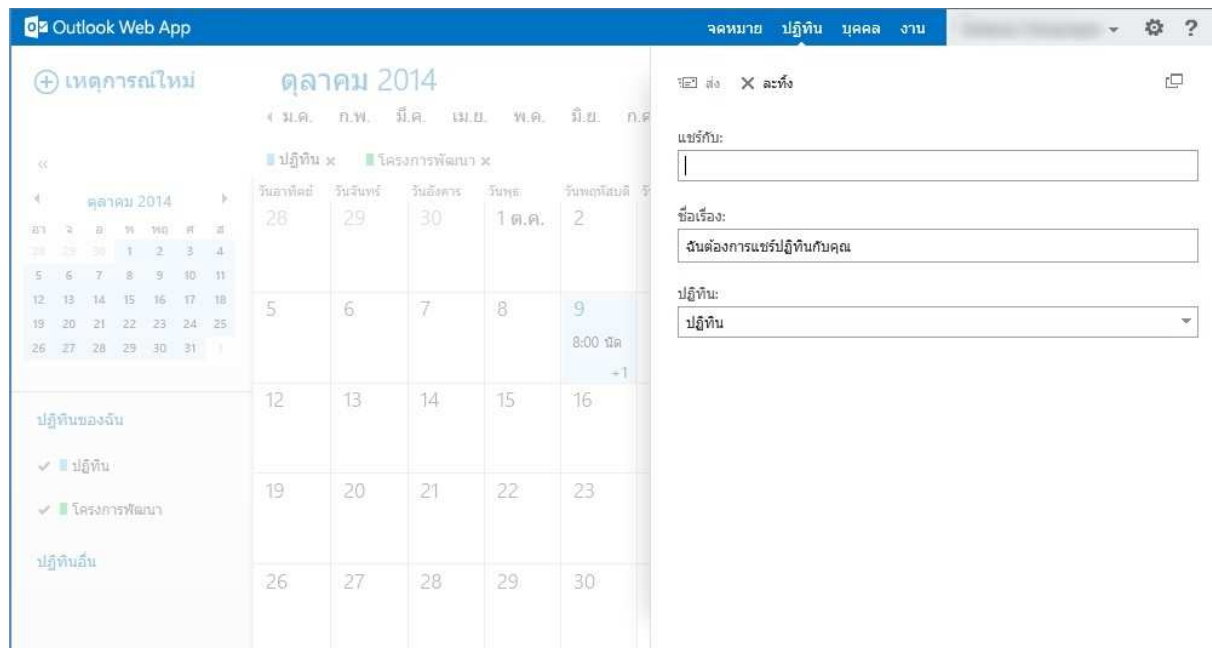 Outlook Web App
จดหมาย ปฏิทิน บุคคล งาน
?
เหตุการณ์ใหม่
ตุลาคม 2014
ม.ค. ก.พ. มี.ค. เม.ย. พ.ค. มิ.ย.
ปฏิทิน x โครงการพัฒนา x
ตุลาคม 2014
อา จ อ พ พฤ ศ ส
28 29 30 1 2 3 4
5 6 7 8 9 10 11
12 13 14 15 16 17 18
19 20 21 22 23 24 25
26 27 28 29 30 31 1
ปฏิทินของฉัน
ปฏิทิน
โครงการพัฒนา
ปฏิทินอื่น
วันอาทิตย์ วันจันทร์ วันอังคาร วันพุธ วันพฤหัสบดี
28 29 30 1 ต.ค. 2
5 6 7 8 9
8:00 นัด
+1
12 13 14 15 16
19 20 21 22 23
26 27 28 29 30
ส่ง ละทิ้ง
แชร์กับ:
ชื่อเรื่อง:
ฉันต้องการแชร์ปฏิทินกับคุณ
ปฏิทิน:
ปฏิทิน